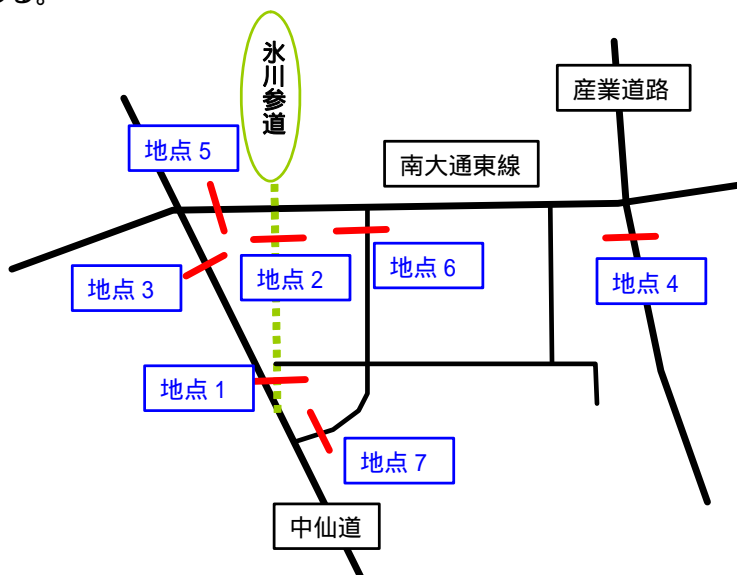 る。
氷川参道
産業道路
地点 5
南大通東線
地点 2
地点 6
地点 3
地点 4
地点 1
地点 7
中仙道